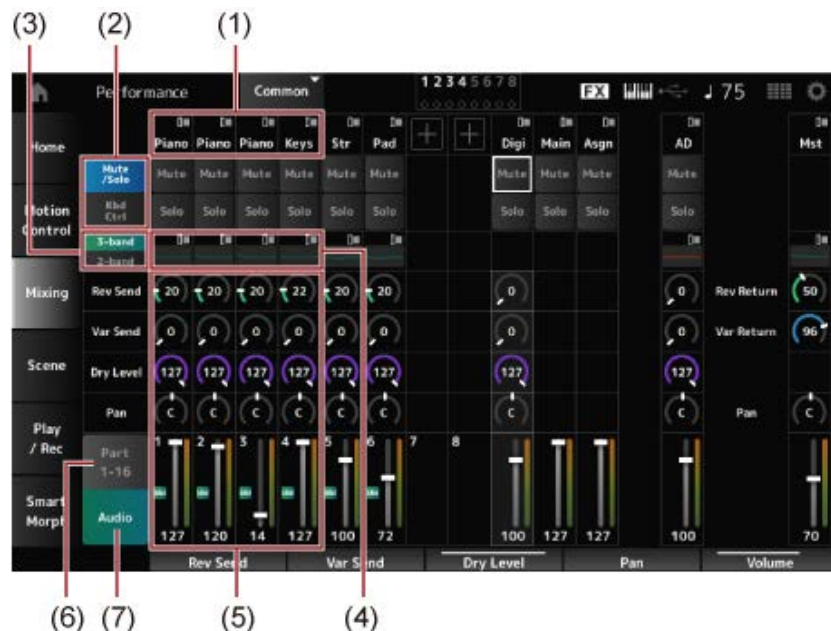 (3) (2) (1)
Performance Common 1 2 3 4 5 6 7 8 FX 75
Home Piano Piano Piano Keys Str Pad + + Digi Main Asgn AD Mst
Mute /Solo Mute Mute Mute Mute Mute Mute Mute Mute Mute Mute
Kbd Ctrl Solo Solo Solo Solo Solo Solo Solo Solo Solo Solo
Motion Control
3-band
2-band
Mixing Rev Send 20 20 20 22 20 20 0 0 Rev Return 50
Var Send 0 0 0 0 0 0 0 0 Var Return 96
Scene Dry Level 127 127 127 127 127 127 127 127
Pan C C C C C C C C Pan C
Play / Rec
Part 1-16 1 2 3 4 5 6 7 8
Smart Morph
Audio 127 120 14 127 100 72 100 127 127 100 70
Rev Send Var Send Dry Level Pan Volume
(6) (7) (5) (4)